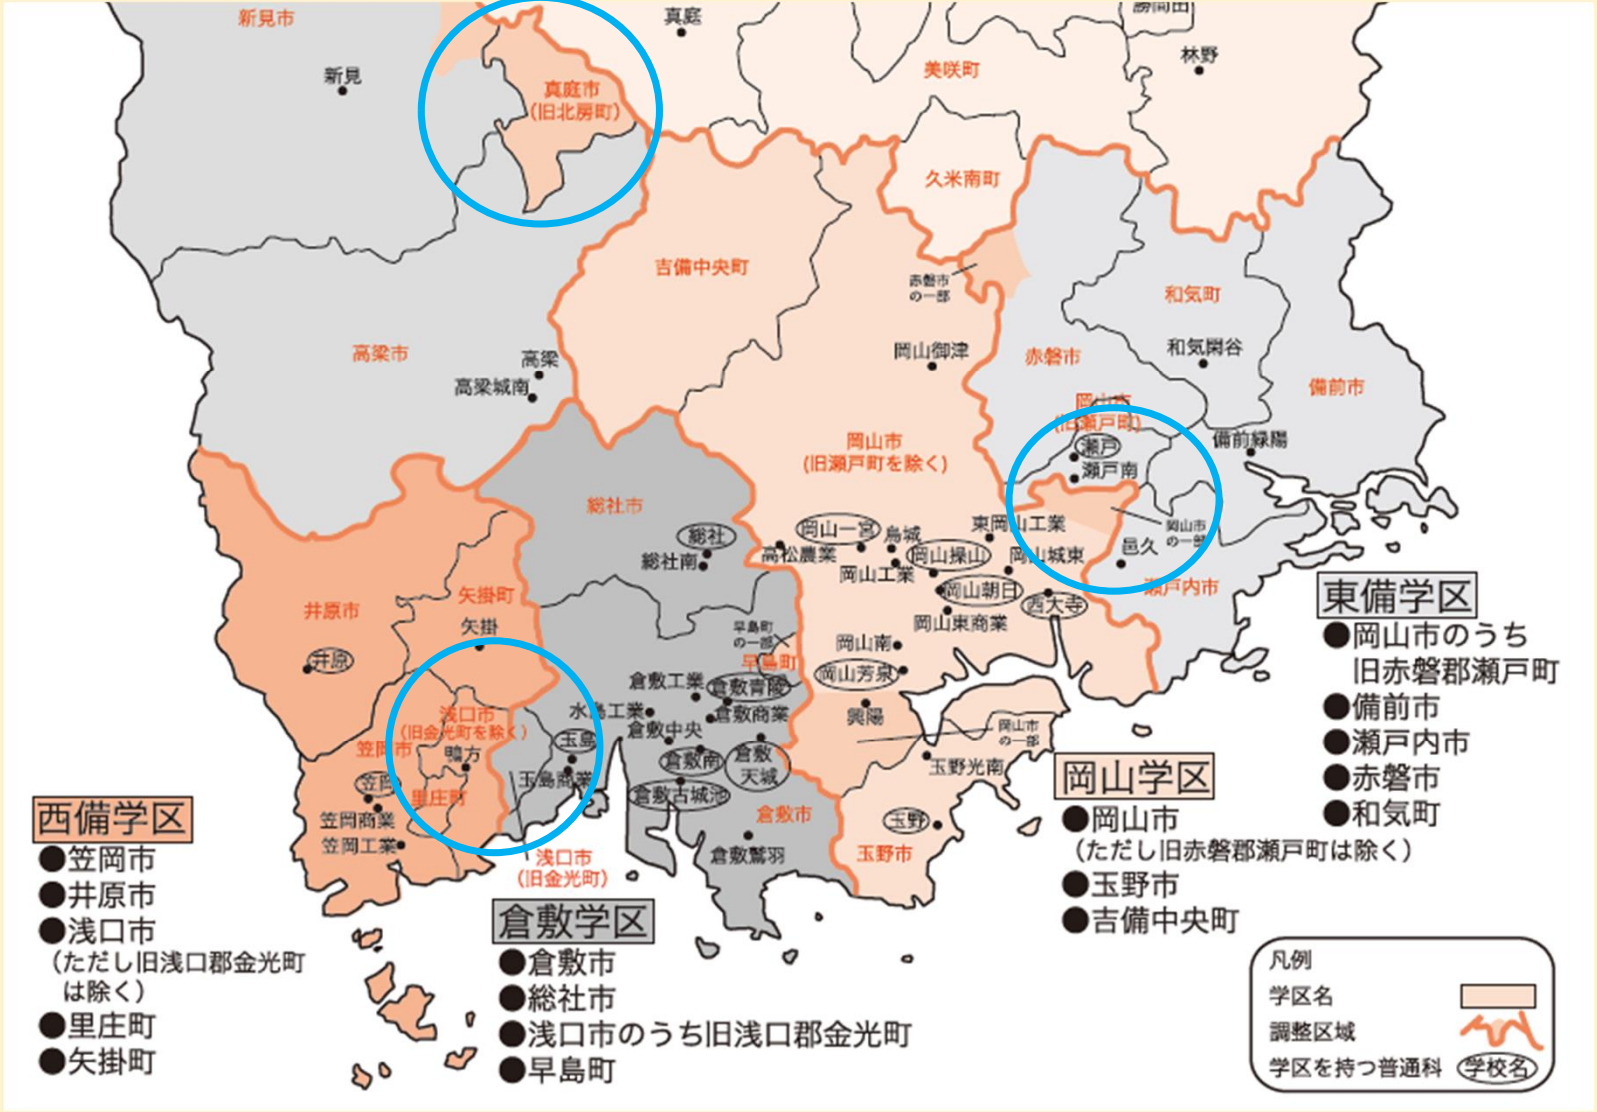 新見市
真庭
勝間田
林野
新見
美咲町
真庭市
(旧北房町)
久米南町
吉備中央町
赤磐市
の一部
和気町
高梁市
高梁
高梁城南
岡山御津
赤磐市
和気閑谷
備前市
岡山市
(旧瀬戸町)
岡山市
(旧瀬戸町を除く)
瀬戸
瀬戸南
備前緑陽
総社市
総社
総社南
岡山一宮
高松農業
烏城
東岡山工業
岡山市
の一部
岡山操山
岡山城東
邑久
岡山工業
岡山朝日
西大寺
瀬戸内市
岡山東商業
井原市
矢掛町
矢掛
井原
早島町
の一部
早島町
岡山南
岡山芳泉
倉敷工業
倉敷青陵
水島工業
倉敷商業
倉敷中央
興陽
岡山市
の一部
浅口市
(旧金光町を除く)
笠岡市
鴨方
玉島
玉島商業
倉敷南
倉敷
天城
倉敷古城池
玉野光南
笠岡
里庄町
笠岡商業
笠岡工業
倉敷市
倉敷鷲羽
玉野
玉野市
浅口市
(旧金光町)
東備学区
●岡山市のうち
旧赤磐郡瀬戸町
●備前市
●瀬戸内市
●赤磐市
●和気町
岡山学区
●岡山市
(ただし旧赤磐郡瀬戸町は除く)
●玉野市
●吉備中央町
西備学区
●笠岡市
●井原市
●浅口市
(ただし旧浅口郡金光町
は除く)
●里庄町
●矢掛町
倉敷学区
●倉敷市
●総社市
●浅口市のうち旧浅口郡金光町
●早島町
凡例
学区名
調整区域
学区を持つ普通科 学校名